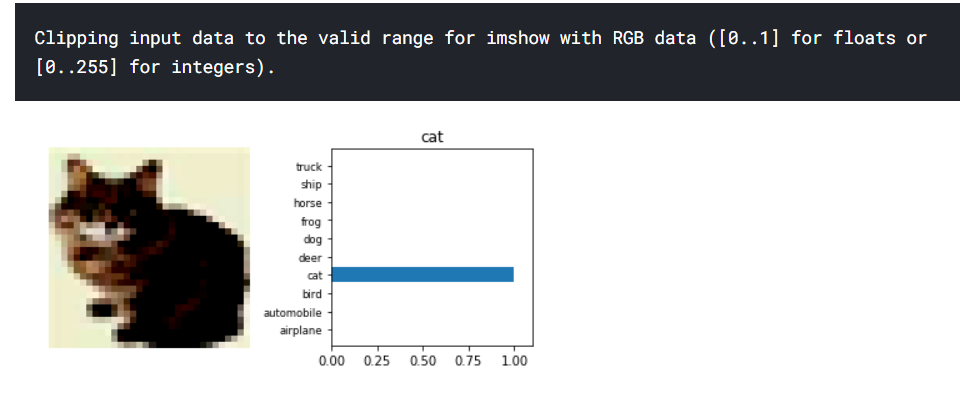 Clipping input data to the valid range for imshow with RGB data ([0..1] for floats or
[0..255] for integers).
cat
truck
ship
horse
frog
dog
deer
cat
bird
automobile
airplane
0.00 0.25 0.50 0.75 1.00